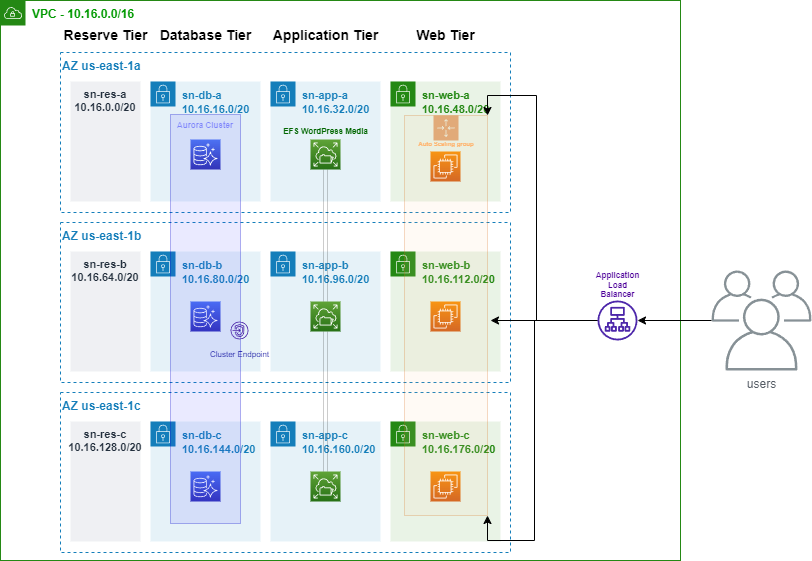 VPC - 10.16.0.0/16
Reserve Tier
Database Tier
Application Tier
Web Tier
AZ us-east-1a
sn-res-a
10.16.0.0/20
sn-db-a
10.16.16.0/20
Aurora Cluster
sn-app-a
10.16.32.0/20
EFS WordPress Media
sn-web-a
10.16.48.0/20
Auto Scaling group
AZ us-east-1b
sn-res-b
10.16.64.0/20
sn-db-b
10.16.80.0/20
Cluster Endpoint
sn-app-b
10.16.96.0/20
sn-web-b
10.16.112.0/20
Application
Load
Balancer
users
AZ us-east-1c
sn-res-c
10.16.128.0/20
sn-db-c
10.16.144.0/20
sn-app-c
10.16.160.0/20
sn-web-c
10.16.176.0/20